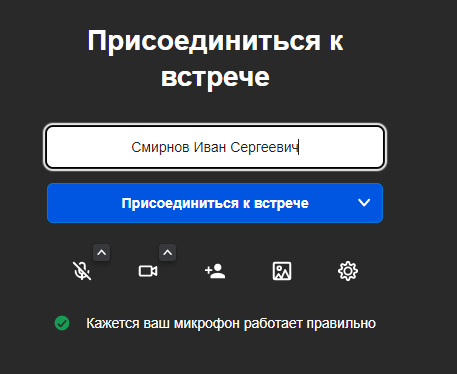 Присоединиться к
встрече
Смирнов Иван Сергеевич
Присоединиться к встрече
Кажется ваш микрофон работает правильно